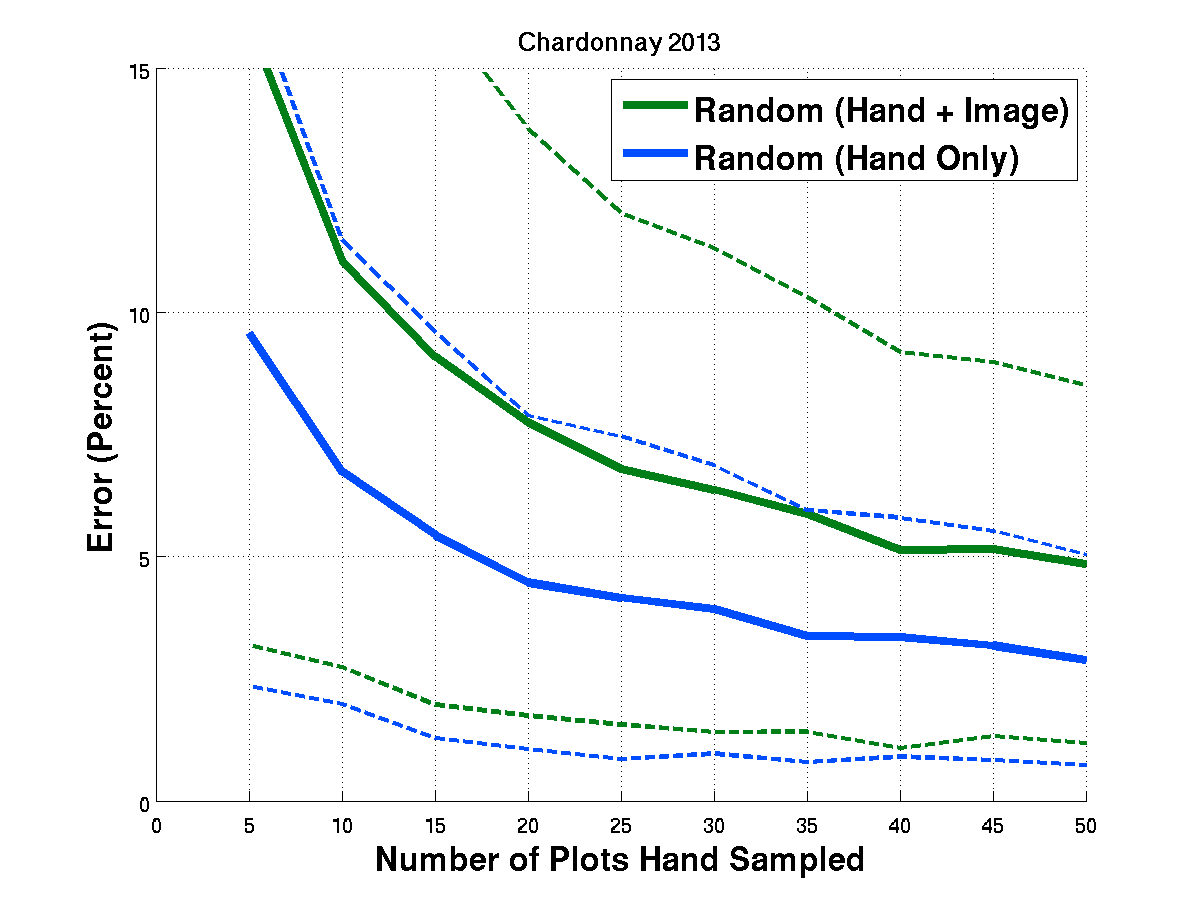 Chardonnay 2013
Random (Hand + Image)
Random (Hand Only)
15
10
5
0
Error (Percent)
0 5 10 15 20 25 30 35 40 45 50
Number of Plots Hand Sampled